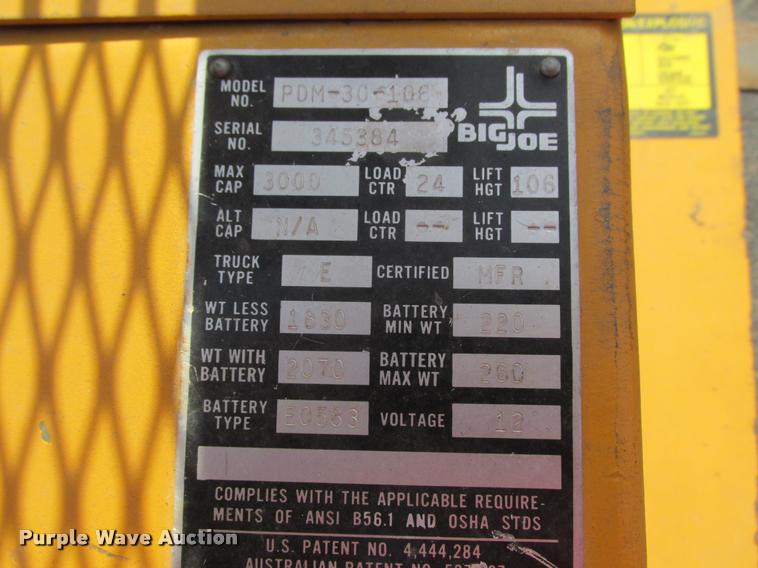 MODEL NO. PDM-30-106
BIG JOE
SERIAL NO. 345384
MAX CAP 3000 LOAD CTR 24 LIFT HGT 106
ALT CAP N/A LOAD CTR -- LIFT HGT --
TRUCK TYPE E CERTIFIED MFR
WT LESS BATTERY 1830 BATTERY MIN WT 220
WT WITH BATTERY 2070 BATTERY MAX WT 260
BATTERY TYPE E0563 VOLTAGE 12
COMPLIES WITH THE APPLICABLE REQUIRE-
MENTS OF ANSI B56.1 AND OSHA STDS
U.S. PATENT NO. 4,444,284
AUSTRALIAN PATENT NO.
Purple Wave Auction